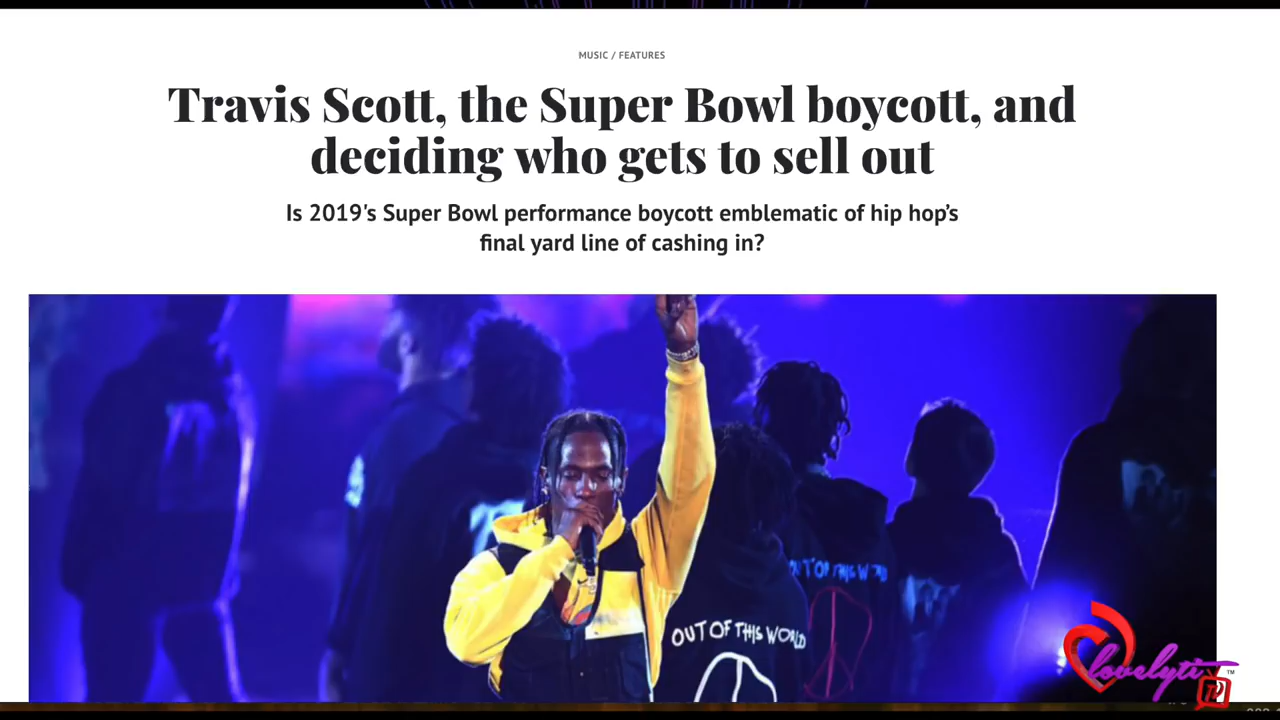 MUSIC / FEATURES
Travis Scott, the Super Bowl boycott, and
deciding who gets to sell out
Is 2019's Super Bowl performance boycott emblematic of hip hop’s
final yard line of cashing in?
OUT OF THIS WORLD
OUT OF THIS WORLD
lovelyti™
TV